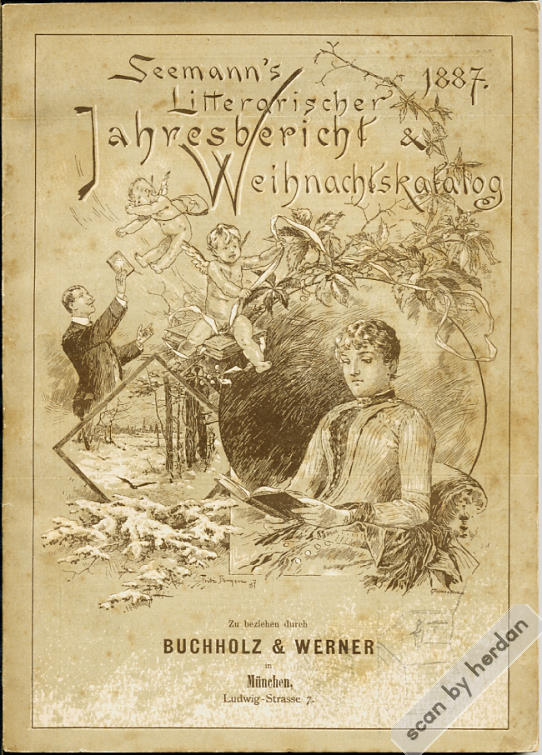 Seemann's
1887.
Litterarischer
Jahresbericht &
Weihnachtskatalog
Zu beziehen durch
BUCHHOLZ & WERNER
in
München,
Ludwig-Strasse 7.
scan by herdan